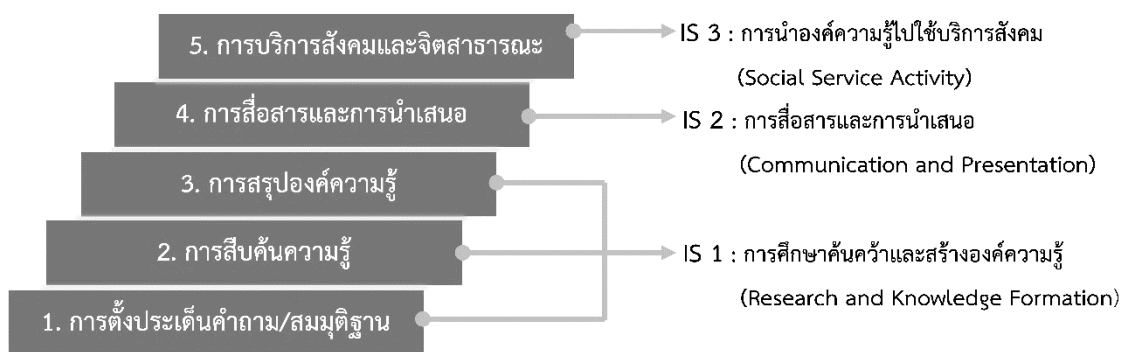 5. การบริการสังคมและจิตสาธารณะ
IS 3 : การนำองค์ความรู้ไปใช้บริการสังคม
(Social Service Activity)
4. การสื่อสารและการนำเสนอ
IS 2 : การสื่อสารและการนำเสนอ
(Communication and Presentation)
3. การสรุปองค์ความรู้
2. การสืบค้นความรู้
IS 1 : การศึกษาค้นคว้าและสร้างองค์ความรู้
(Research and Knowledge Formation)
1. การตั้งประเด็นคำถาม/สมมุติฐาน